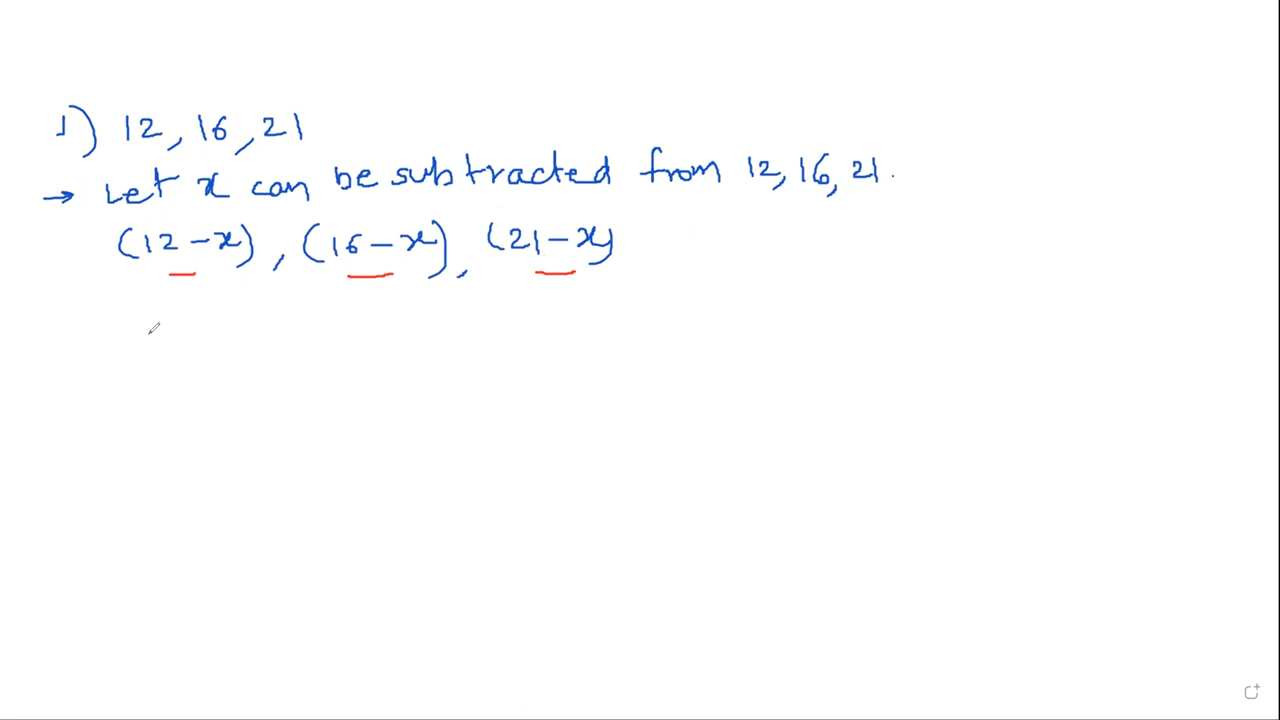 1) 12, 16, 21
→ Let x can be subtracted from 12, 16, 21.
(12 - x), (16 - x), (21 - x)